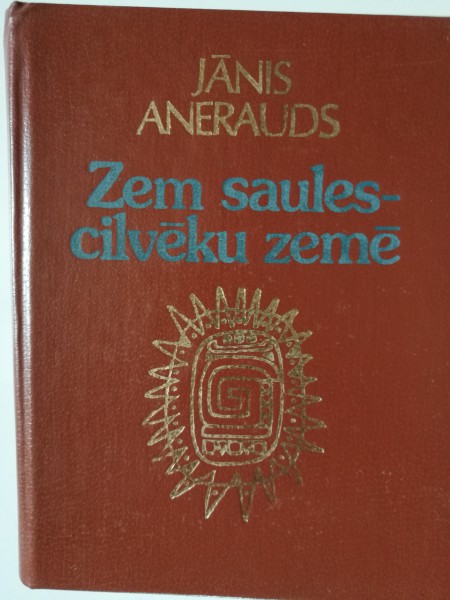 JĀNIS
ANERAUDS
Zem saules-
cilvēku zemē